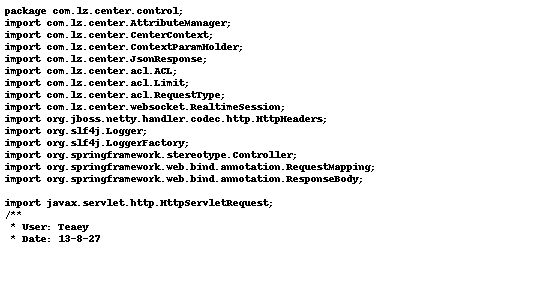 package com.lz.center.control;
import com.lz.center.AttributeManager;
import com.lz.center.CenterContext;
import com.lz.center.ContextParamHolder;
import com.lz.center.JsonResponse;
import com.lz.center.acl.ACL;
import com.lz.center.acl.Limit;
import com.lz.center.acl.RequestType;
import com.lz.center.websocket.RealtimeSession;
import org.jboss.netty.handler.codec.http.HttpHeaders;
import org.slf4j.Logger;
import org.slf4j.LoggerFactory;
import org.springframework.stereotype.Controller;
import org.springframework.web.bind.annotation.RequestMapping;
import org.springframework.web.bind.annotation.ResponseBody;
import javax.servlet.http.HttpServletRequest;
/**
 * User: Teaey
 * Date: 13-8-27